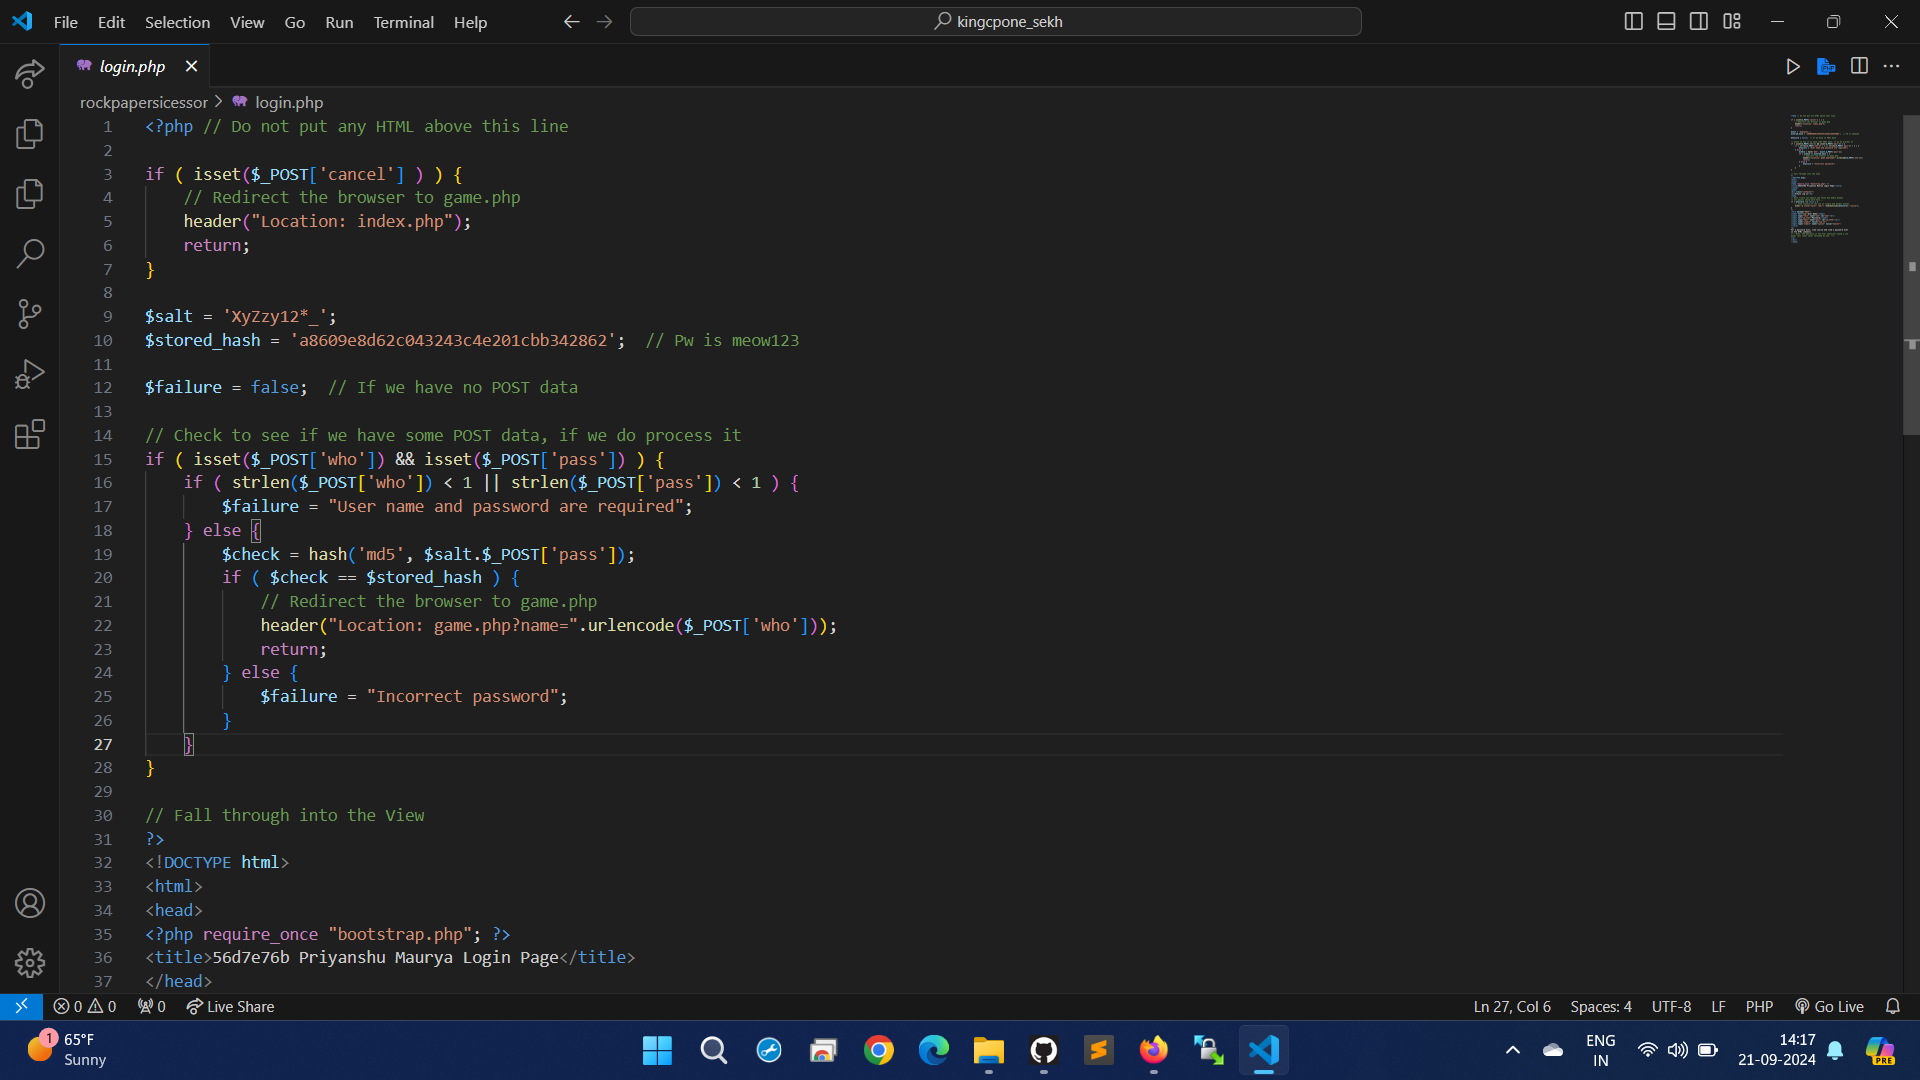 File Edit Selection View Go Run Terminal Help
kingcpone_sekh
login.php
rockpapersicessor > login.php
1 <?php // Do not put any HTML above this line
2
3 if ( isset($_POST['cancel'] ) ) {
4     // Redirect the browser to game.php
5     header("Location: index.php");
6     return;
7 }
8
9 $salt = 'XyZzy12*_';
10 $stored_hash = 'a8609e8d62c043243c4e201cbb342862';  // Pw is meow123
11
12 $failure = false;  // If we have no POST data
13
14 // Check to see if we have some POST data, if we do process it
15 if ( isset($_POST['who']) && isset($_POST['pass']) ) {
16     if ( strlen($_POST['who']) < 1 || strlen($_POST['pass']) < 1 ) {
17         $failure = "User name and password are required";
18     } else {
19         $check = hash('md5', $salt.$_POST['pass']);
20         if ( $check == $stored_hash ) {
21             // Redirect the browser to game.php
22             header("Location: game.php?name=".urlencode($_POST['who']));
23             return;
24         } else {
25             $failure = "Incorrect password";
26         }
27     }
28 }
29
30 // Fall through into the View
31 ?>
32 <!DOCTYPE html>
33 <html>
34 <head>
35 <?php require_once "bootstrap.php"; ?>
36 <title>56d7e76b Priyanshu Maurya Login Page</title>
37 </head>
0 0 0 Live Share Ln 27, Col 6 Spaces: 4 UTF-8 LF PHP Go Live
1 65°F
Sunny
PRE
ENG
IN
14:17
21-09-2024